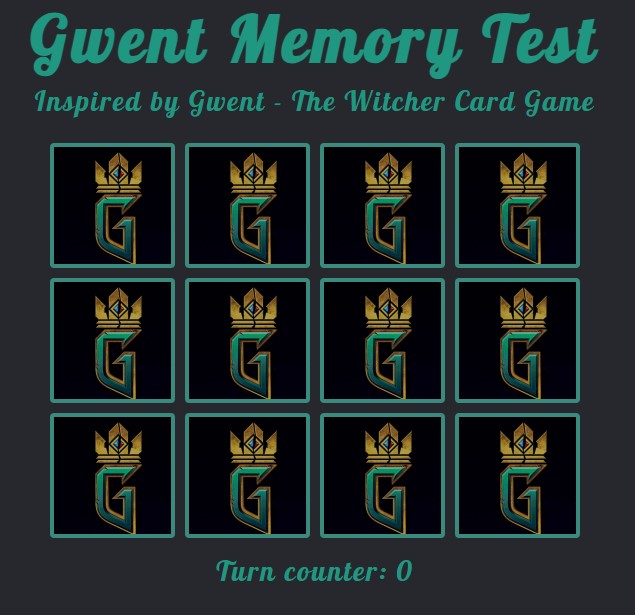 Gwent Memory Test
Inspired by Gwent - The Witcher Card Game
G G G G
G G G G
G G G G
Turn counter: 0